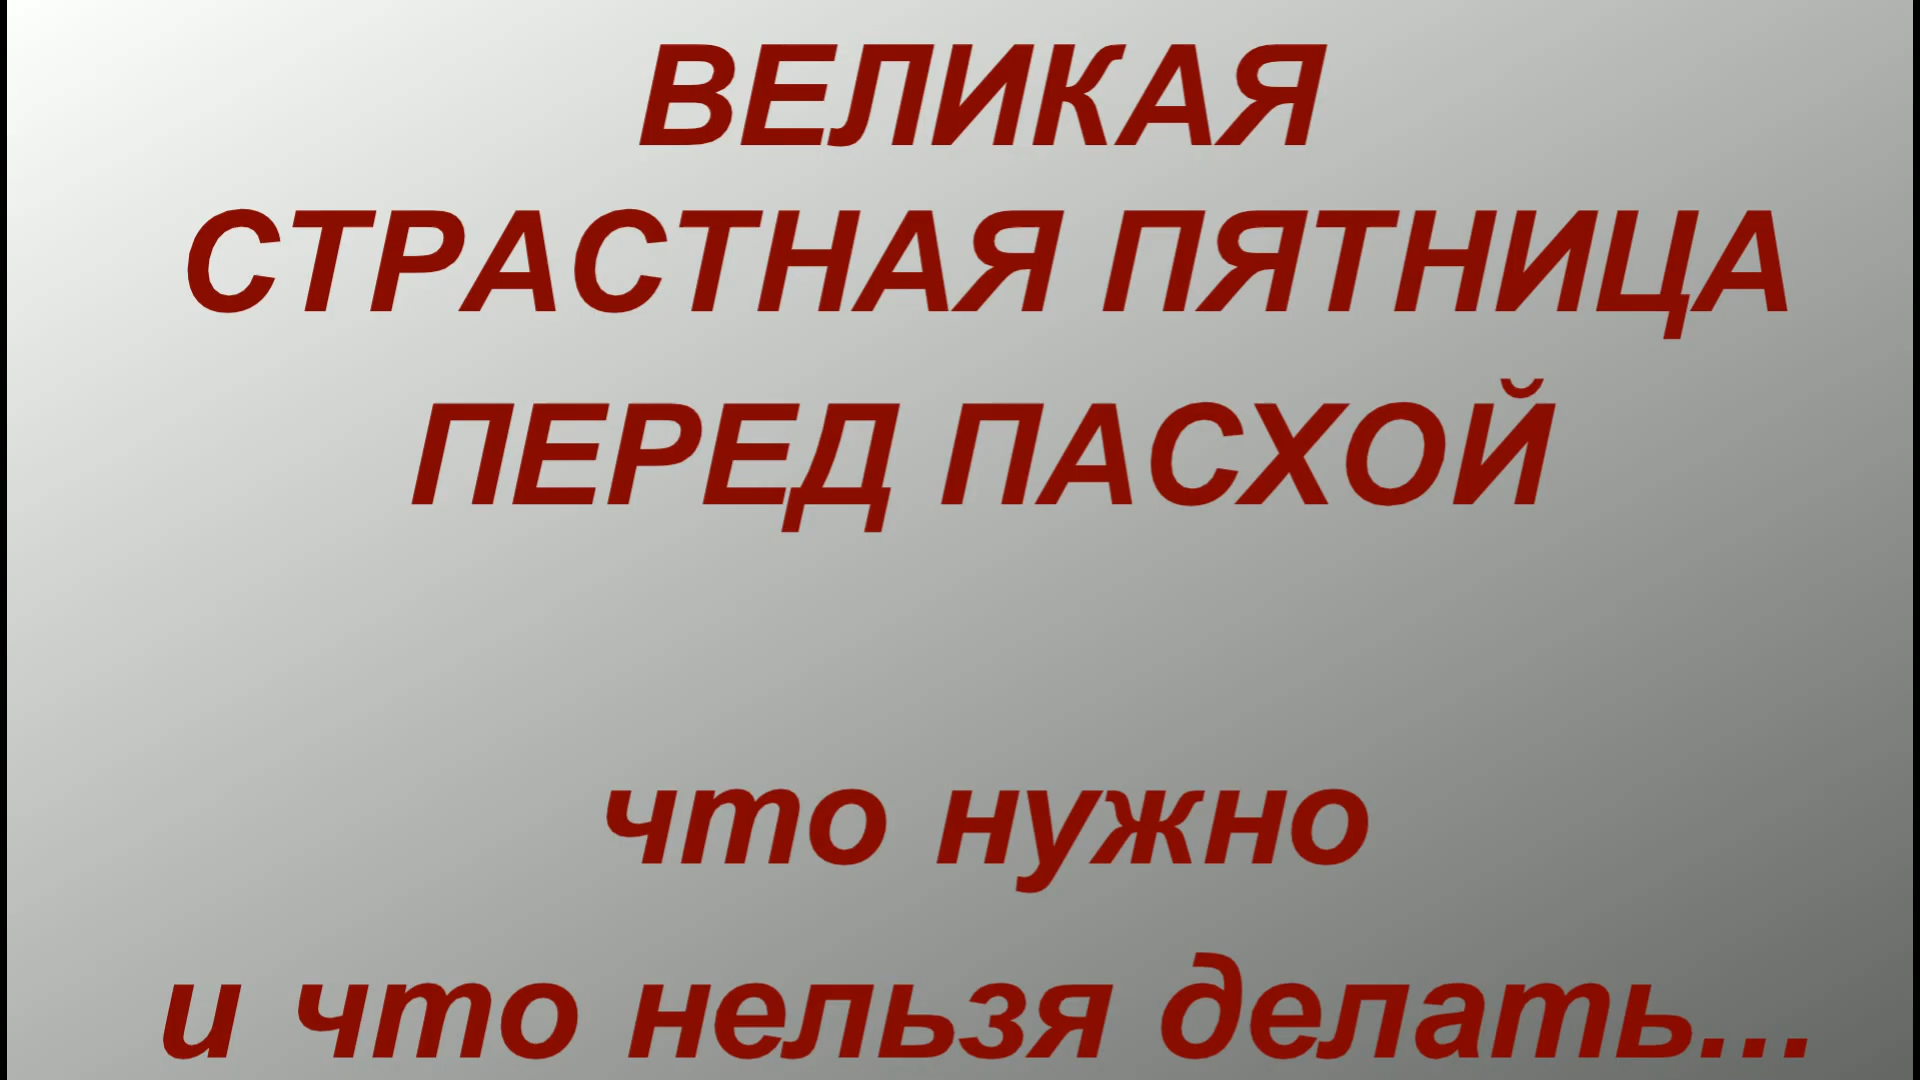 ВЕЛИКАЯ
СТРАСТНАЯ ПЯТНИЦА
ПЕРЕД ПАСХОЙ
что нужно
и что нельзя делать...